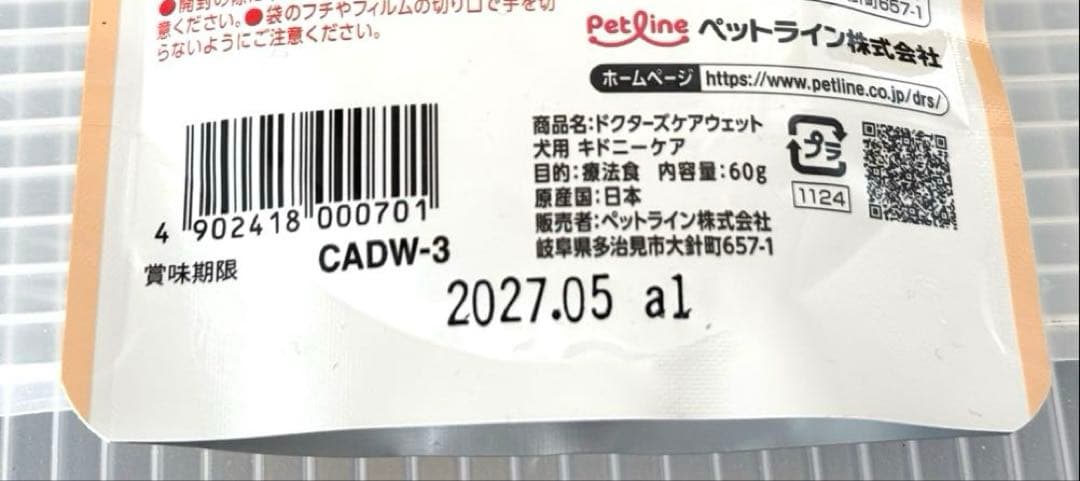 意ください。●袋のフチやフィルムの切り口で手を切
らないようにご注意ください。
657-1
Petline ペットライン株式会社
ホームページ https://www.petline.co.jp/drs/
商品名:ドクターズケアウェット
犬用 キドニーケア
目的:療法食 内容量:60g
原産国:日本
販売者:ペットライン株式会社
岐阜県多治見市大針町657-1
プラ
1124
4 902418 000701
CADW-3
賞味期限
2027.05 a1